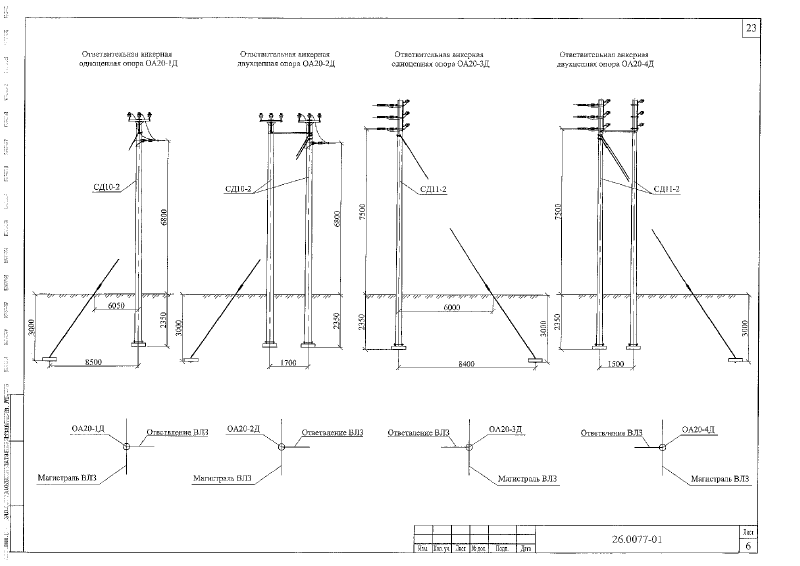 23
Ответвительная анкерная
одноцепная опора ОА20-1Д
Ответвительная анкерная
двухцепная опора ОА20-2Д
Ответвительная анкерная
одноцепная опора ОА20-3Д
Ответвительная анкерная
двухцепная опора ОА20-4Д
СД10-2
СД10-2
СД11-2
СД11-2
6800
6800
7500
7500
6050
6000
3000
2350
3000
2350
2350
3000
2350
3000
8500
1700
8400
1500
ОА20-1Д
Ответвление ВЛЗ
Магистраль ВЛЗ
ОА20-2Д
Ответвление ВЛЗ
Магистраль ВЛЗ
Ответвление ВЛЗ
ОА20-3Д
Магистраль ВЛЗ
Ответвления ВЛЗ
ОА20-4Д
Магистраль ВЛЗ
Изм. Кол.уч. Лист № док. Подп. Дата
26.0077-01
Лист
6